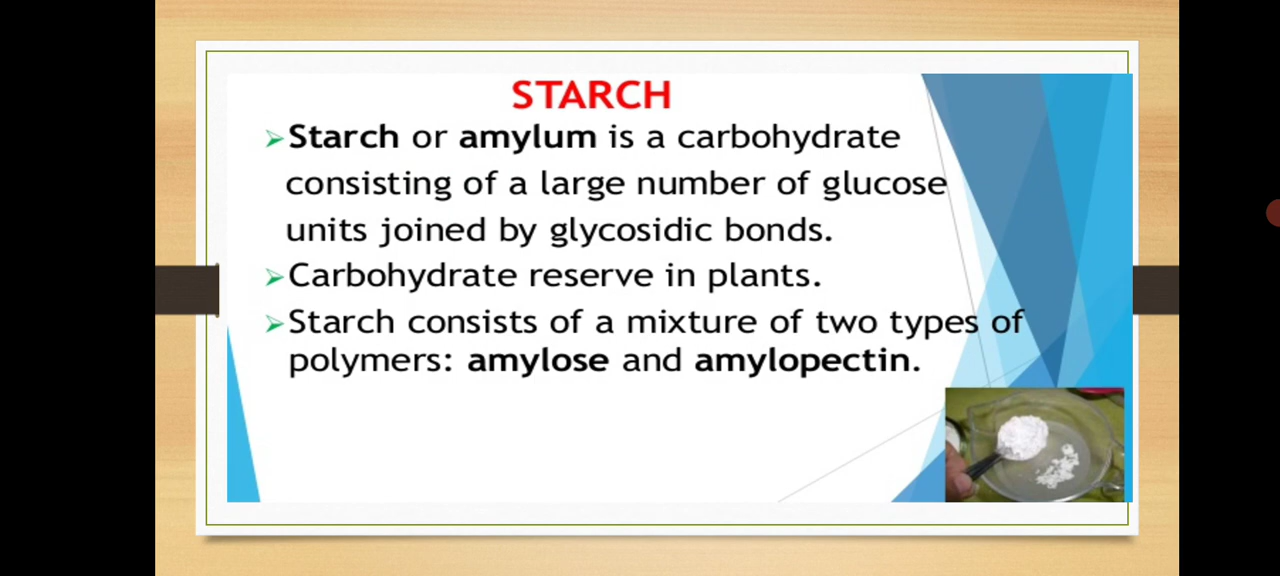 STARCH
➢Starch or amylum is a carbohydrate
consisting of a large number of glucose
units joined by glycosidic bonds.
➢Carbohydrate reserve in plants.
➢Starch consists of a mixture of two types of
polymers: amylose and amylopectin.